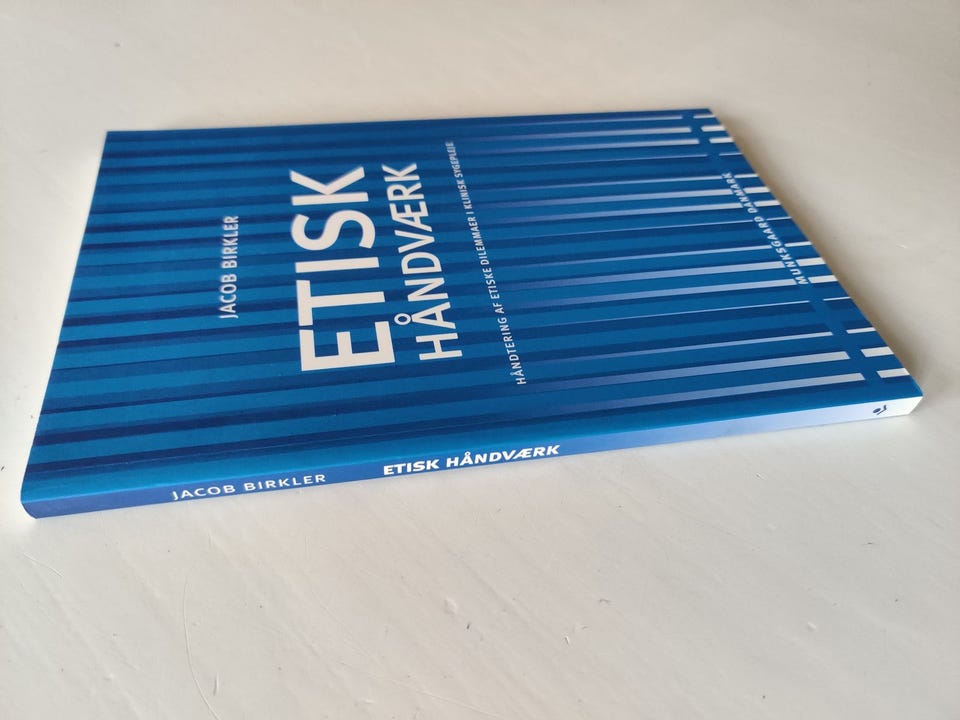 JACOB BIRKLER
ETISK
HÅNDVÆRK
HÅNDTERING AF ETISKE DILEMMAER I KLINISK SYGEPLEJE
MUNKSGAARD DANMARK
JACOB BIRKLER ETISK HÅNDVÆRK